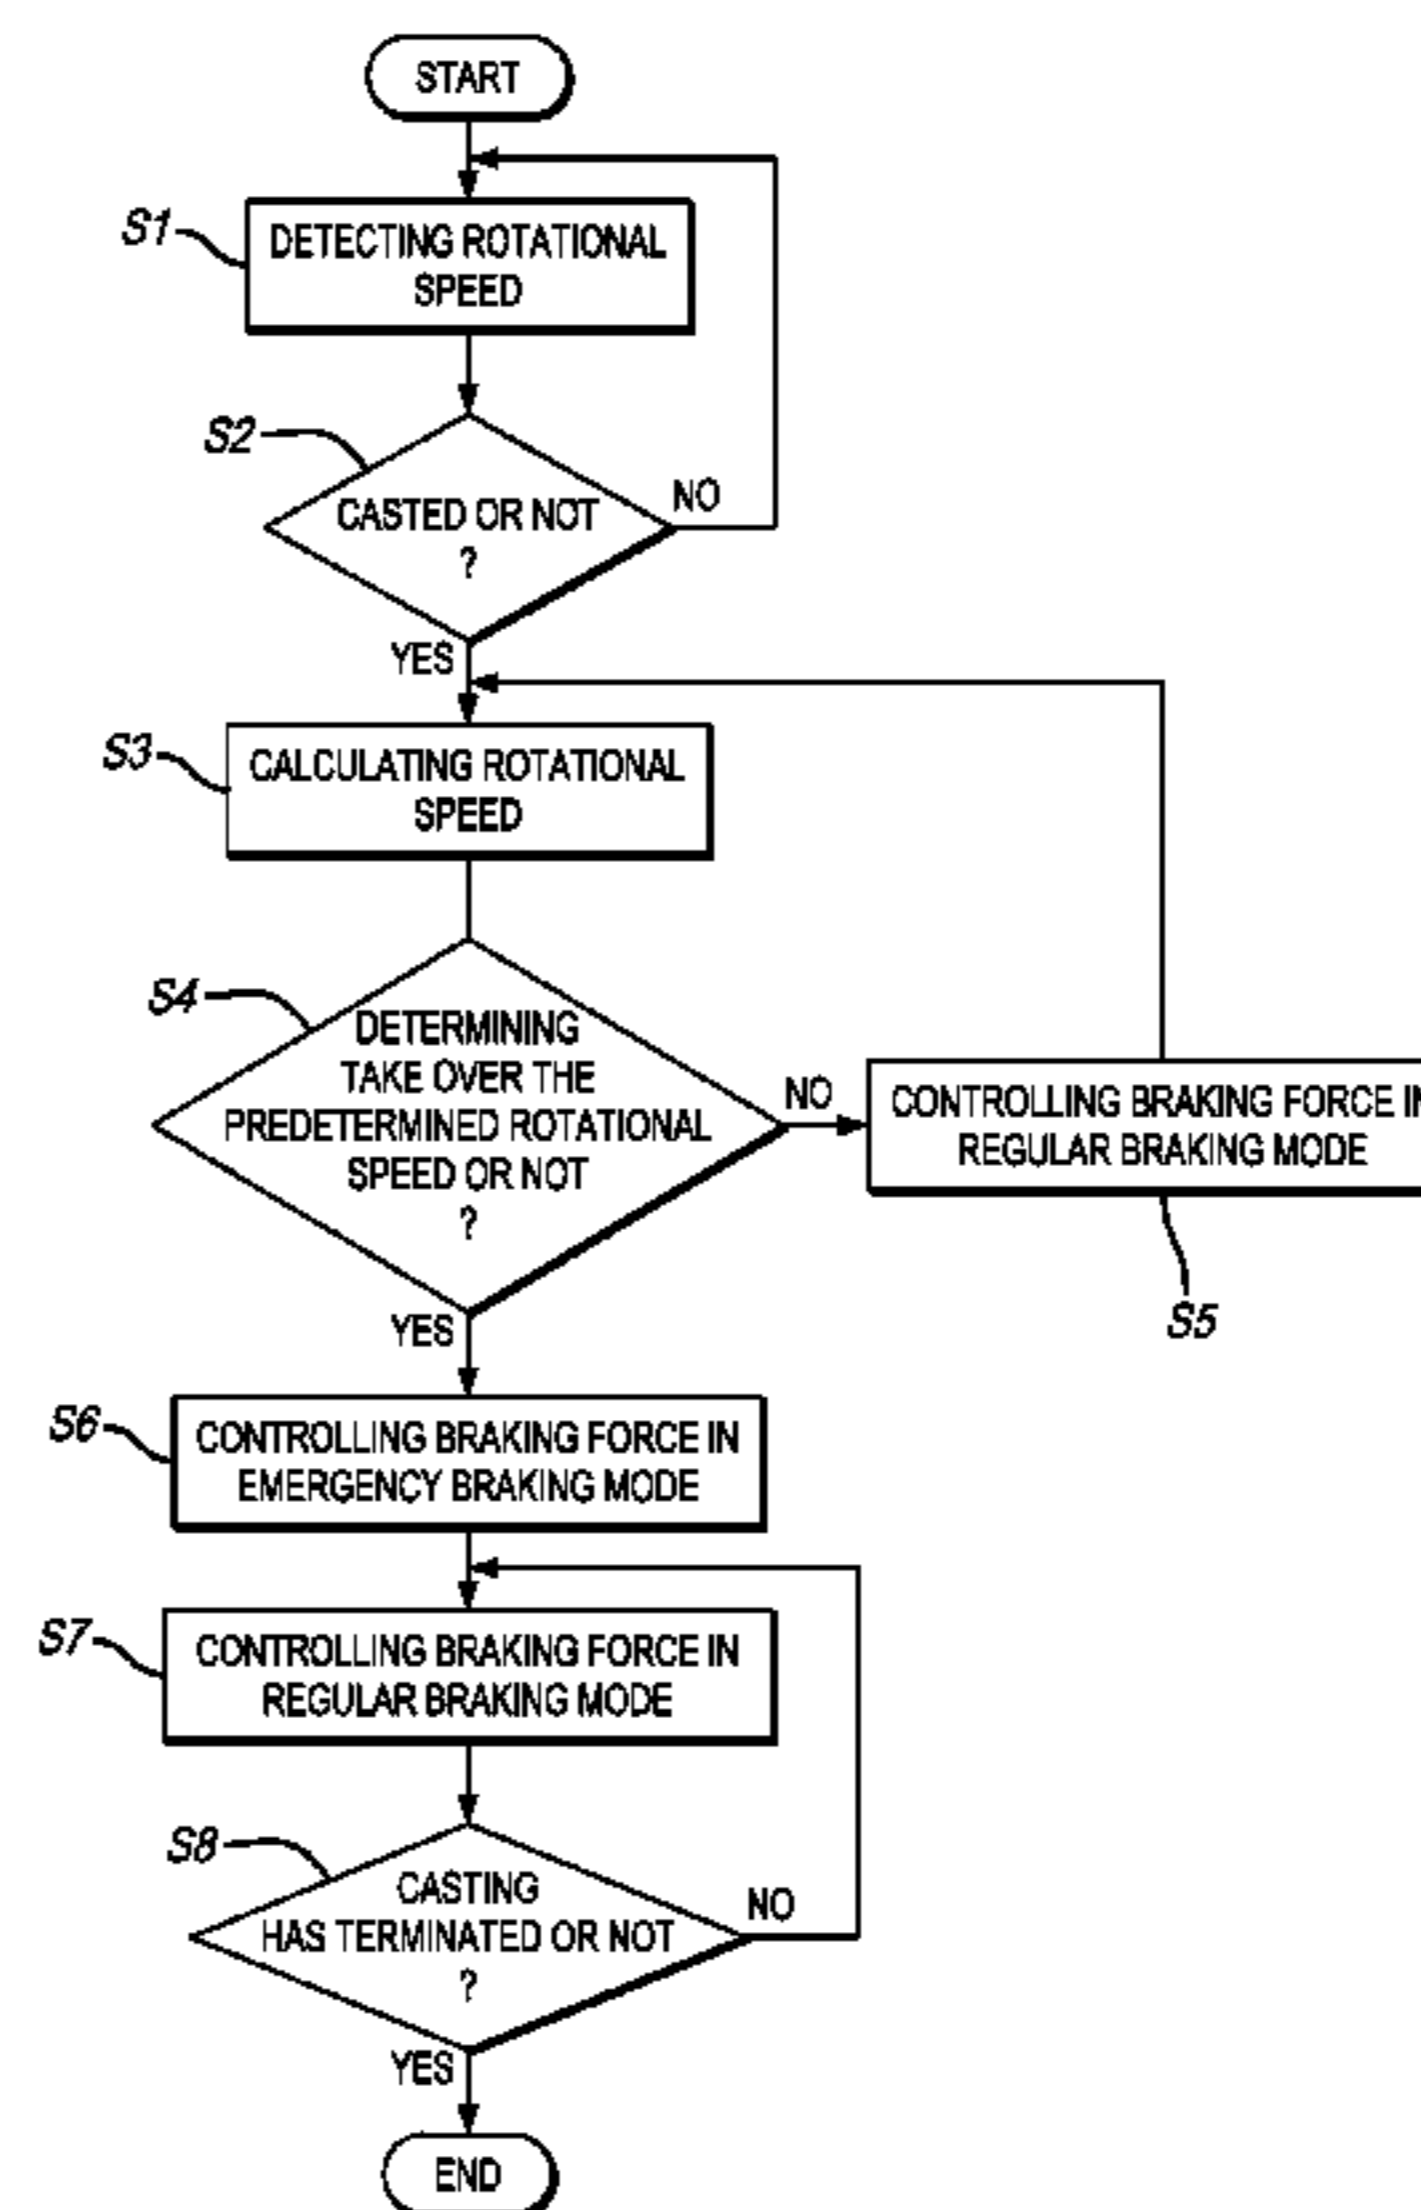 START
S1
DETECTING ROTATIONAL
SPEED
S2
CASTED OR NOT
?
NO
YES
S3
CALCULATING ROTATIONAL
SPEED
S4
DETERMINING
TAKE OVER THE
PREDETERMINED ROTATIONAL
SPEED OR NOT
?
NO
CONTROLLING BRAKING FORCE IN
REGULAR BRAKING MODE
S5
YES
S6
CONTROLLING BRAKING FORCE IN
EMERGENCY BRAKING MODE
S7
CONTROLLING BRAKING FORCE IN
REGULAR BRAKING MODE
S8
CASTING
HAS TERMINATED OR NOT
?
NO
YES
END